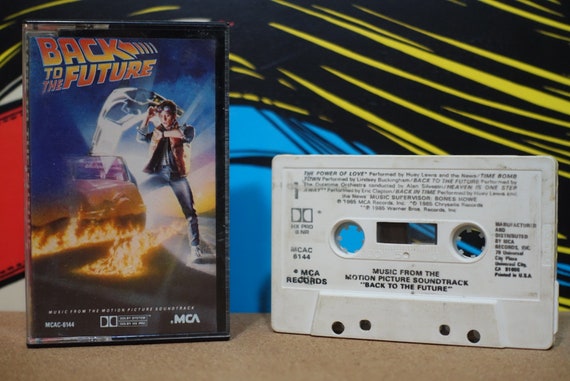 BACK
TO THE
FUTURE
MUSIC FROM THE MOTION PICTURE SOUNDTRACK
MCAC-6144
MCA
THE POWER OF LOVE* Performed by Huey Lewis and the News/TIME BOMB
TOWN Performed by Lindsey Buckingham/BACK TO THE FUTURE Performed by
The Outatime Orchestra conducted by Alan Silvestri/HEAVEN IS ONE STEP
AWAY** Performed by Eric Clapton/BACK IN TIME Performed by Huey Lewis and
the News MUSIC SUPERVISOR: BONES HOWE
℗ 1985 MCA Records, Inc. *℗ 1985 Chrysalis Records
**℗ 1985 Warner Bros. Records, Inc.
1
HX PRO
B NR
MCAC
6144
MANUFACTURED
AND
DISTRIBUTED
BY MCA
RECORDS, INC.
70 Universal
City Plaza
Universal City,
CA 91608
Printed in U.S.A.
MCA
RECORDS
MUSIC FROM THE
MOTION PICTURE SOUNDTRACK
"BACK TO THE FUTURE"